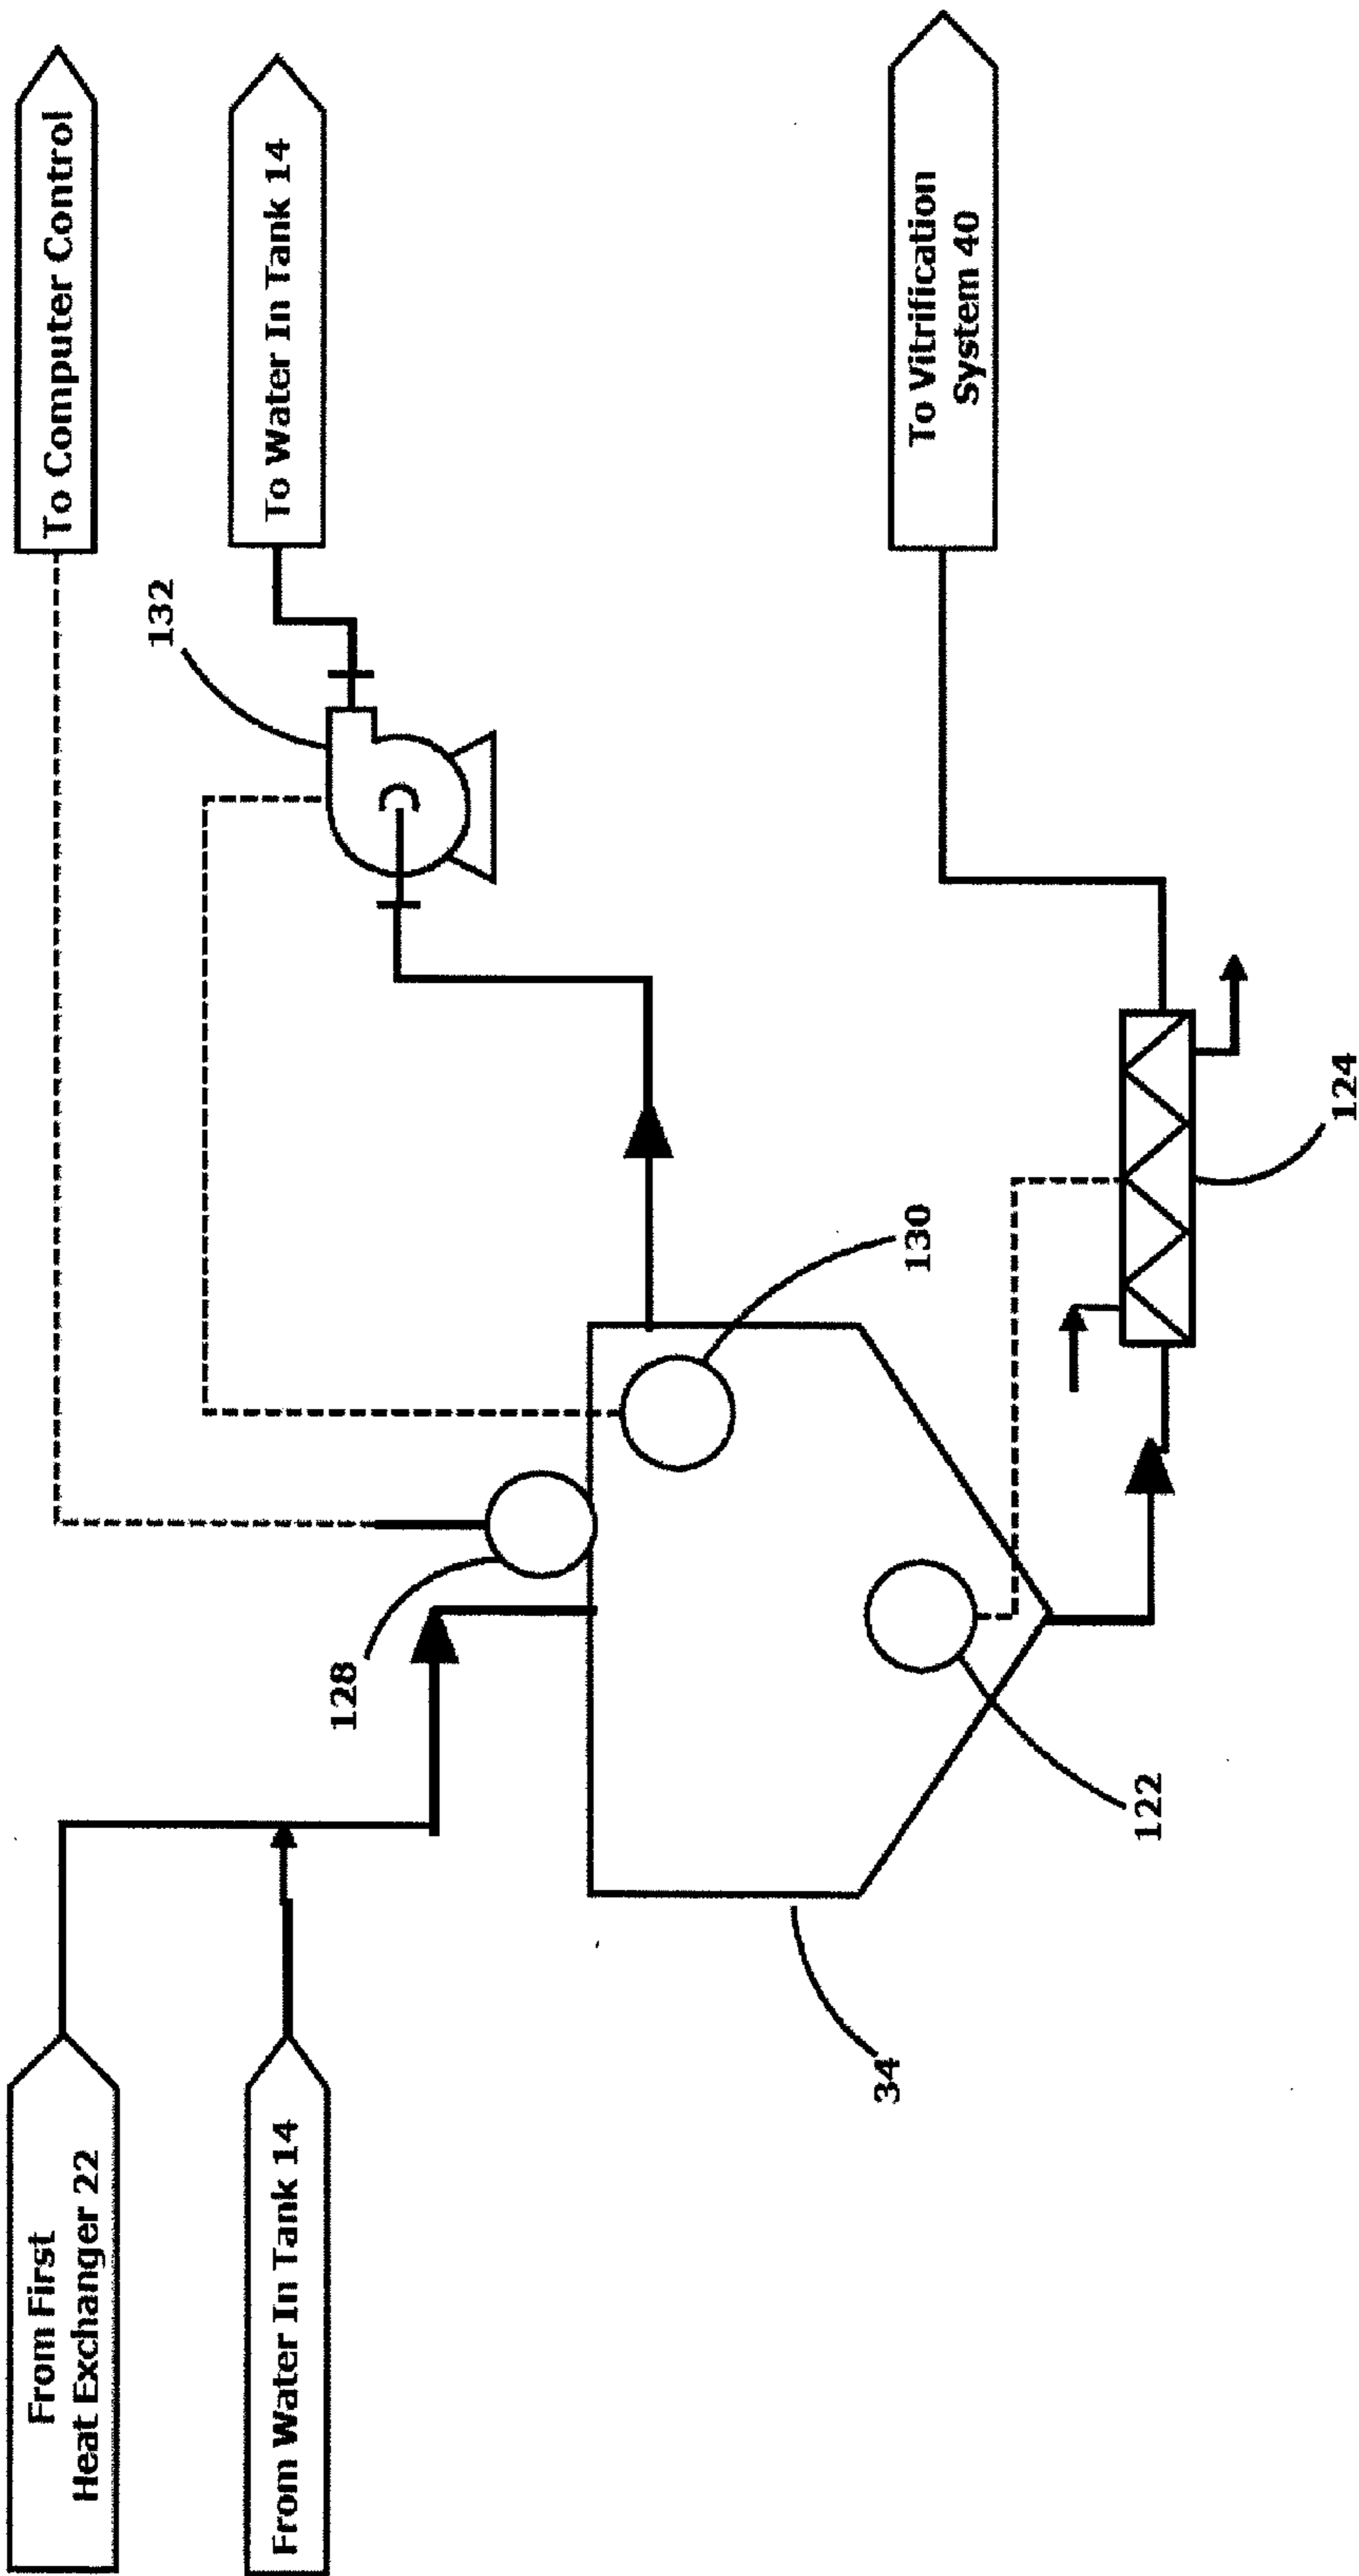 From First
Heat Exchanger 22
From Water In Tank 14
To Computer Control
To Water In Tank 14
132
128
130
34
122
124
To Vitrification
System 40